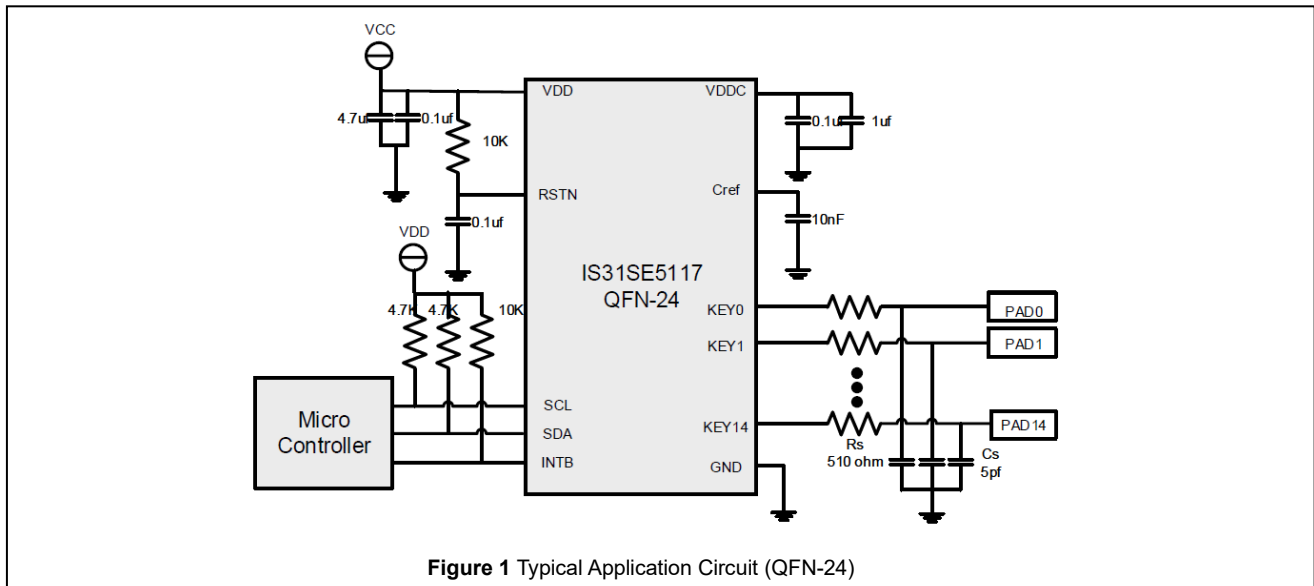 VCC
VDD
VDDC
4.7uf
0.1uf
10K
0.1uf
1uf
RSTN
Cref
0.1uf
10nF
VDD
IS31SE5117
QFN-24
4.7K
4.7K
10K
KEY0
PAD0
KEY1
PAD1
Micro
Controller
SCL
SDA
INTB
KEY14
PAD14
Rs
510 ohm
GND
Cs
5pf
Figure 1 Typical Application Circuit (QFN-24)